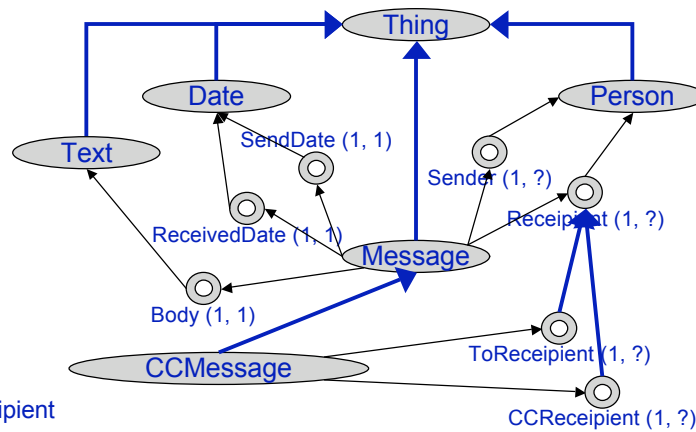 Thing
Date
Person
Text
SendDate (1, 1)
Sender (1, ?)
Receipient (1, ?)
ReceivedDate (1, 1)
Message
Body (1, 1)
ToReceipient (1, ?)
CCMessage
CCReceipient (1, ?)
ipient